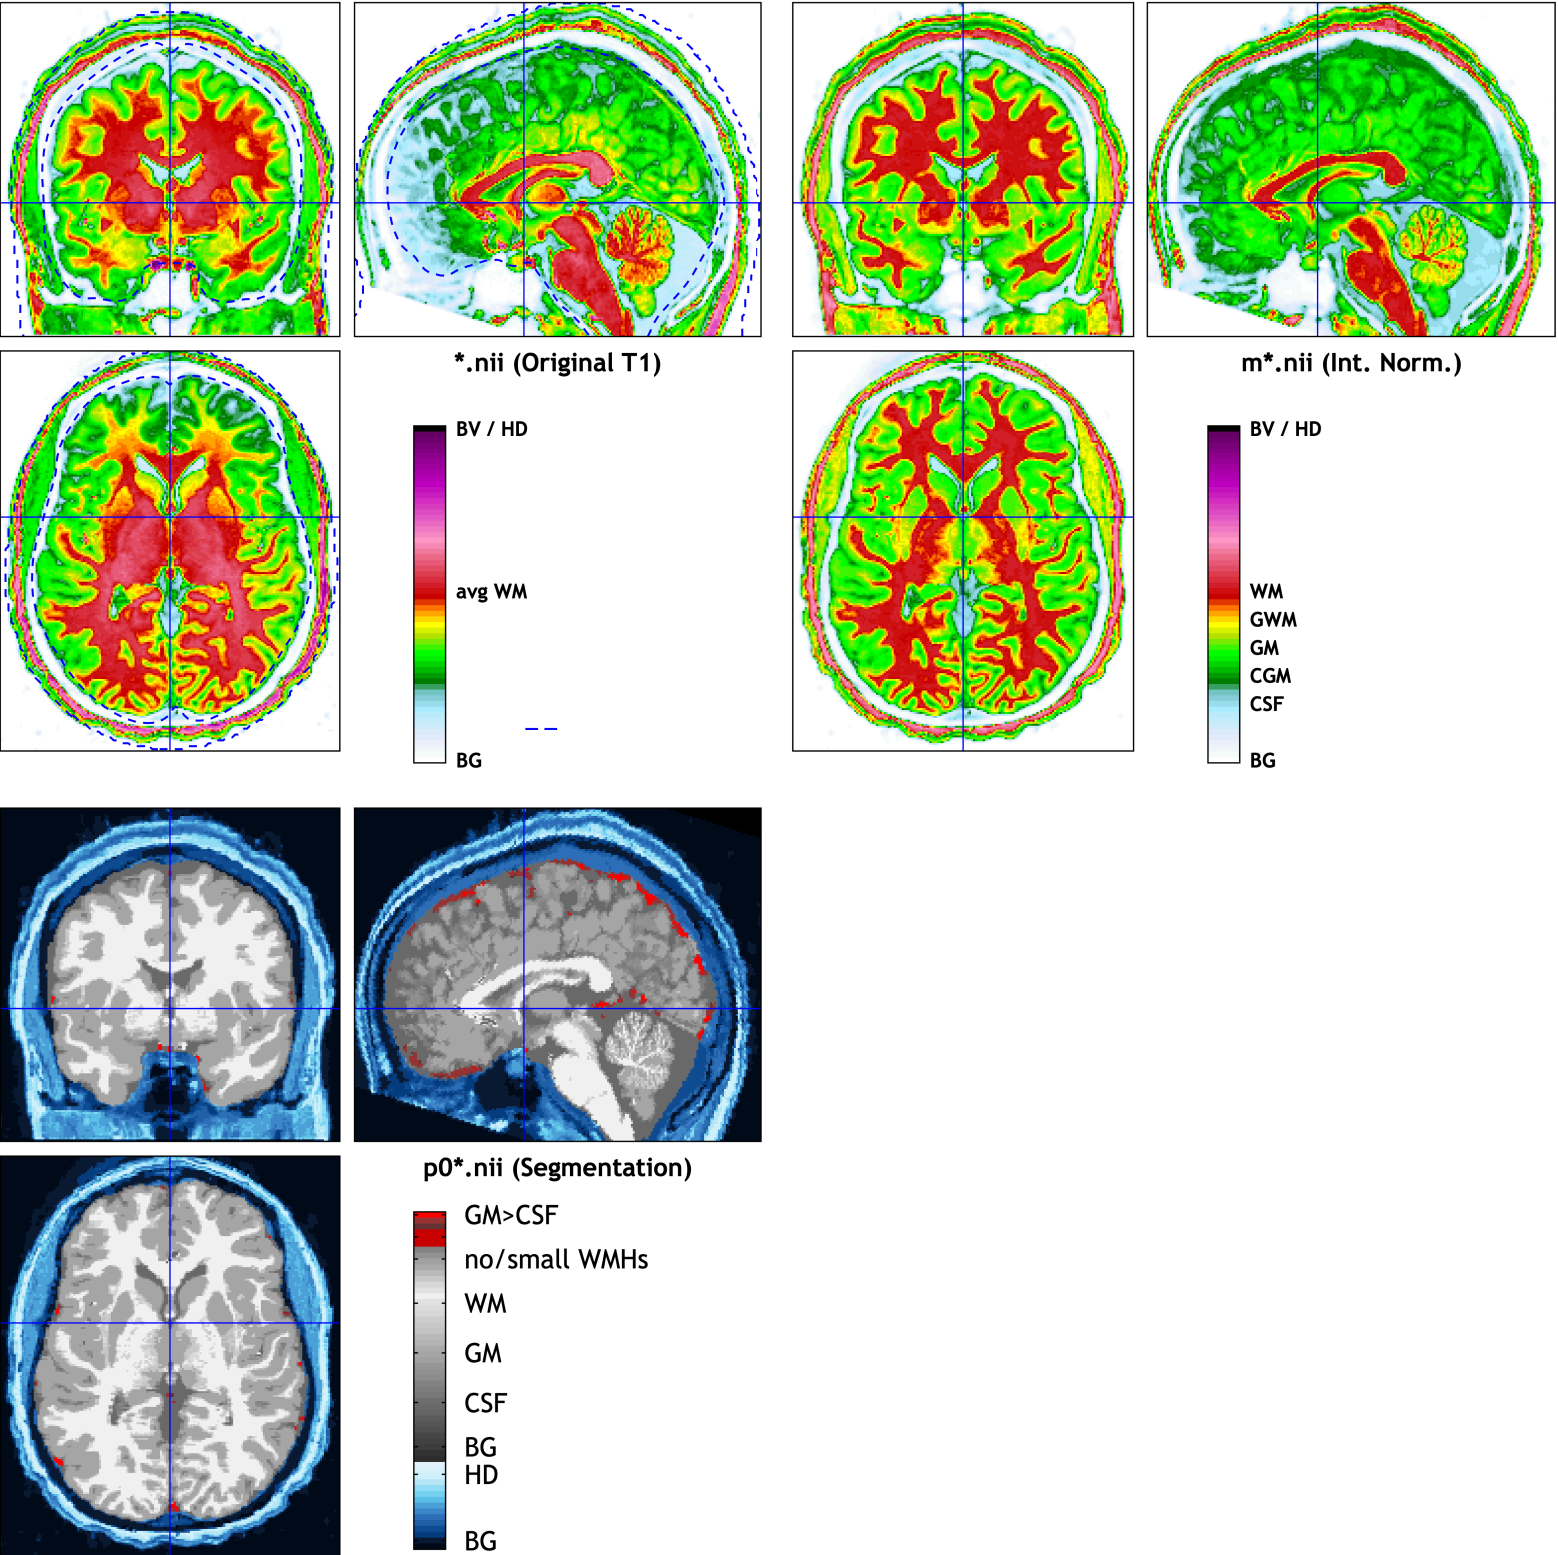 *.nii (Original T1)
BV / HD
avg WM
BG
m*.nii (Int. Norm.)
BV / HD
WM
GWM
GM
CGM
CSF
BG
p0*.nii (Segmentation)
GM>CSF
no/small WMHs
WM
GM
CSF
BG
HD
BG